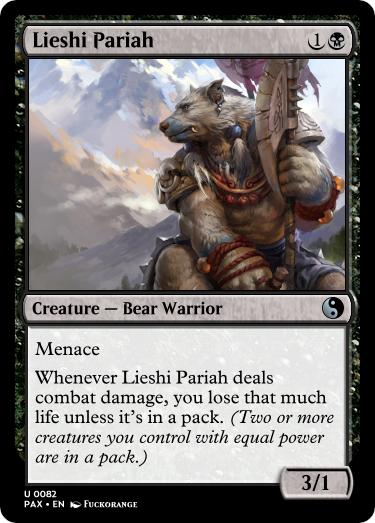 Lieshi Pariah 1
Creature — Bear Warrior
Menace
Whenever Lieshi Pariah deals
combat damage, you lose that much
life unless it's in a pack. (Two or more
creatures you control with equal power
are in a pack.)
3/1
U 0082
PAX • EN Fuckorange